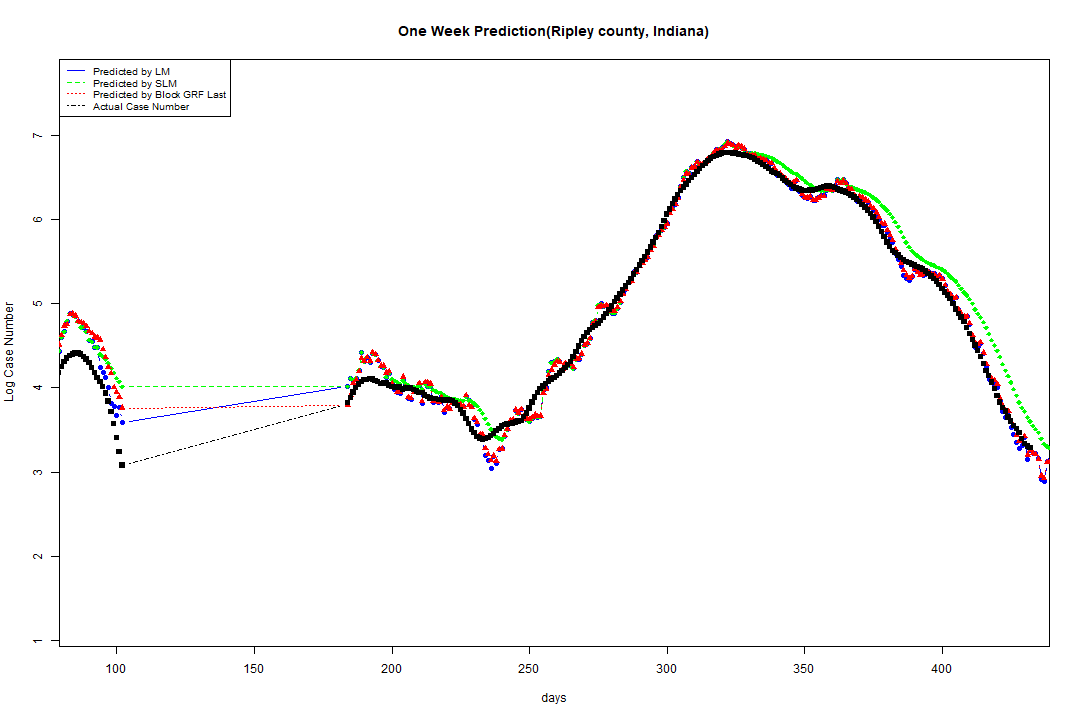 One Week Prediction(Ripley county, Indiana)
Predicted by LM
Predicted by SLM
Predicted by Block GRF Last
Actual Case Number
7
6
5
4
3
2
1
Log Case Number
100 150 200 250 300 350 400
days